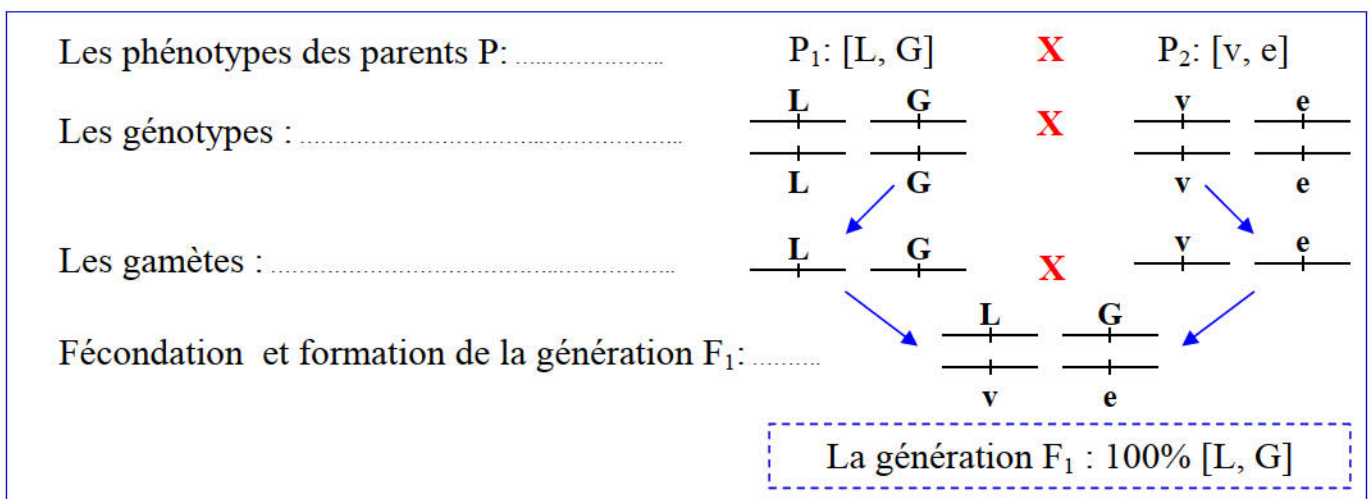 Les phénotypes des parents P: ........................ P₁: [L, G] X P₂: [v, e]
L G v e
Les génotypes : ............................................................ X
L G v e
L G v e
Les gamètes : ............................................................ X
L G
Fécondation et formation de la génération F₁: ..........
v e
La génération F₁ : 100% [L, G]